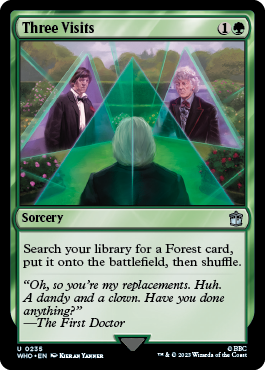 Three Visits 1
Sorcery
Search your library for a Forest card,
put it onto the battlefield, then shuffle.
“Oh, so you’re my replacements. Huh.
A dandy and a clown. Have you done
anything?”
—The First Doctor
U 0235
WHO • EN KIERAN YANNER
© BBC
™ & © 2023 Wizards of the Coast